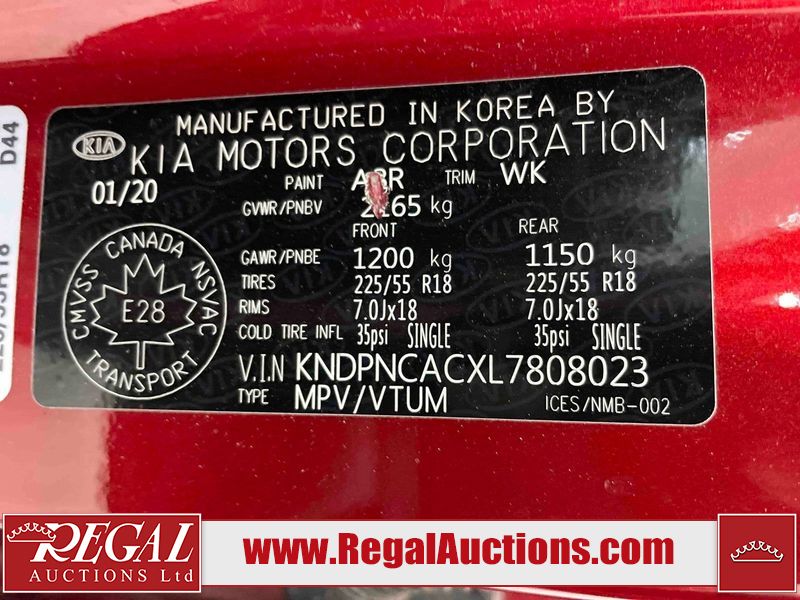 MANUFACTURED IN KOREA BY
KIA KIA MOTORS CORPORATION
01/20 PAINT TRIM WK
GVWR/PNBV kg
FRONT REAR
GAWR/PNBE 1200 kg 1150 kg
TIRES 225/55 R18 225/55 R18
RIMS 7.0Jx18 7.0Jx18
COLD TIRE INFL 35psi SINGLE 35psi SINGLE
V.I.N KNDPNCACXL7808023
TYPE MPV/VTUM ICES/NMB-002
CANADA
CMVSS NSVAC
E28
TRANSPORT
D44
REGAL
AUCTIONS Ltd
www.RegalAuctions.com